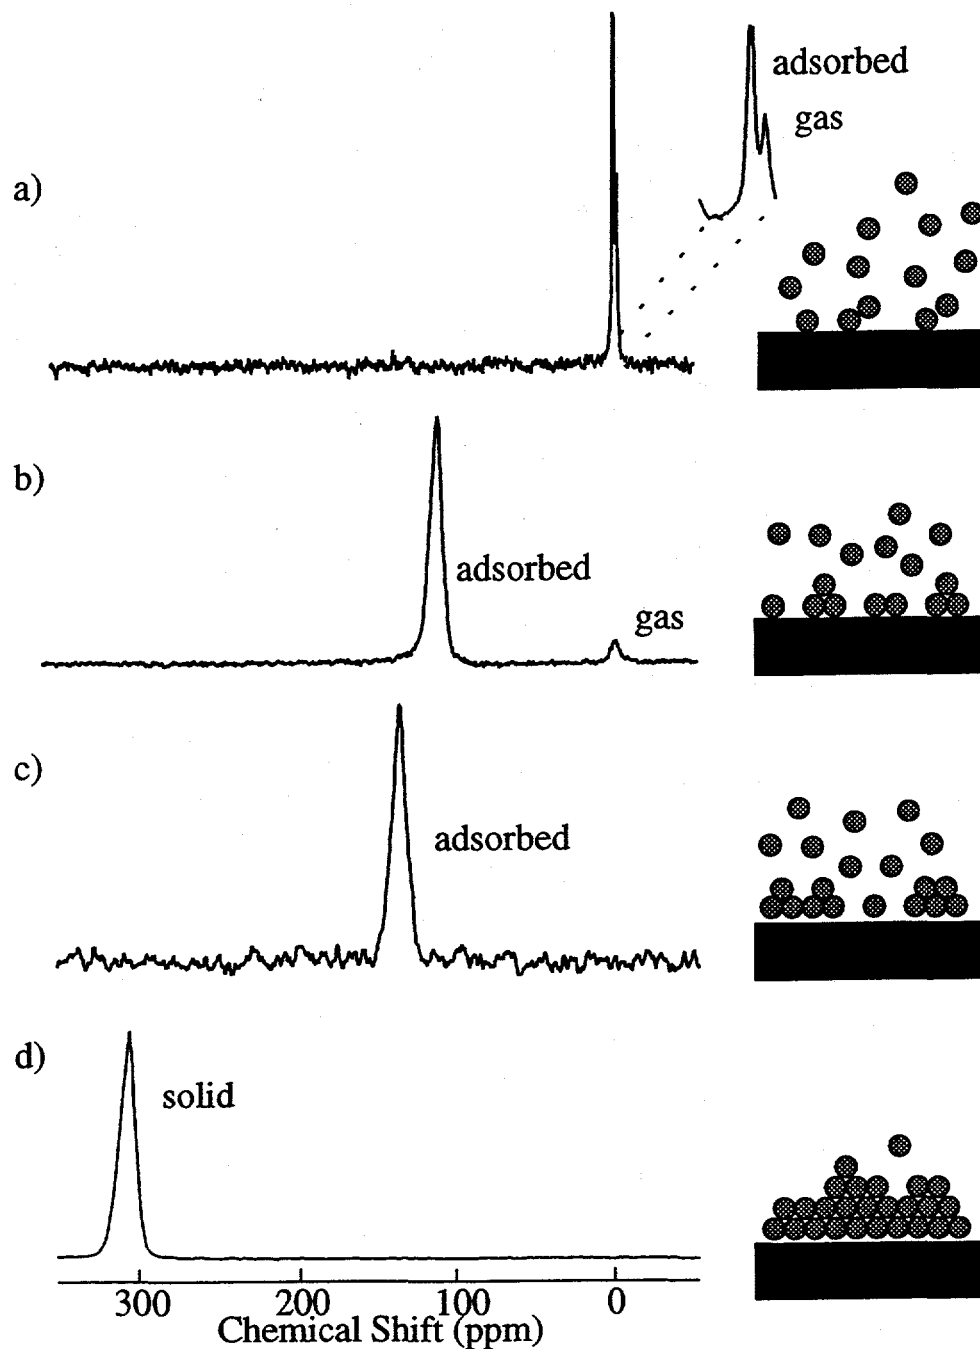 adsorbed
gas
a)
b)
adsorbed
gas
c)
adsorbed
d)
solid
300 200 100 0
Chemical Shift (ppm)